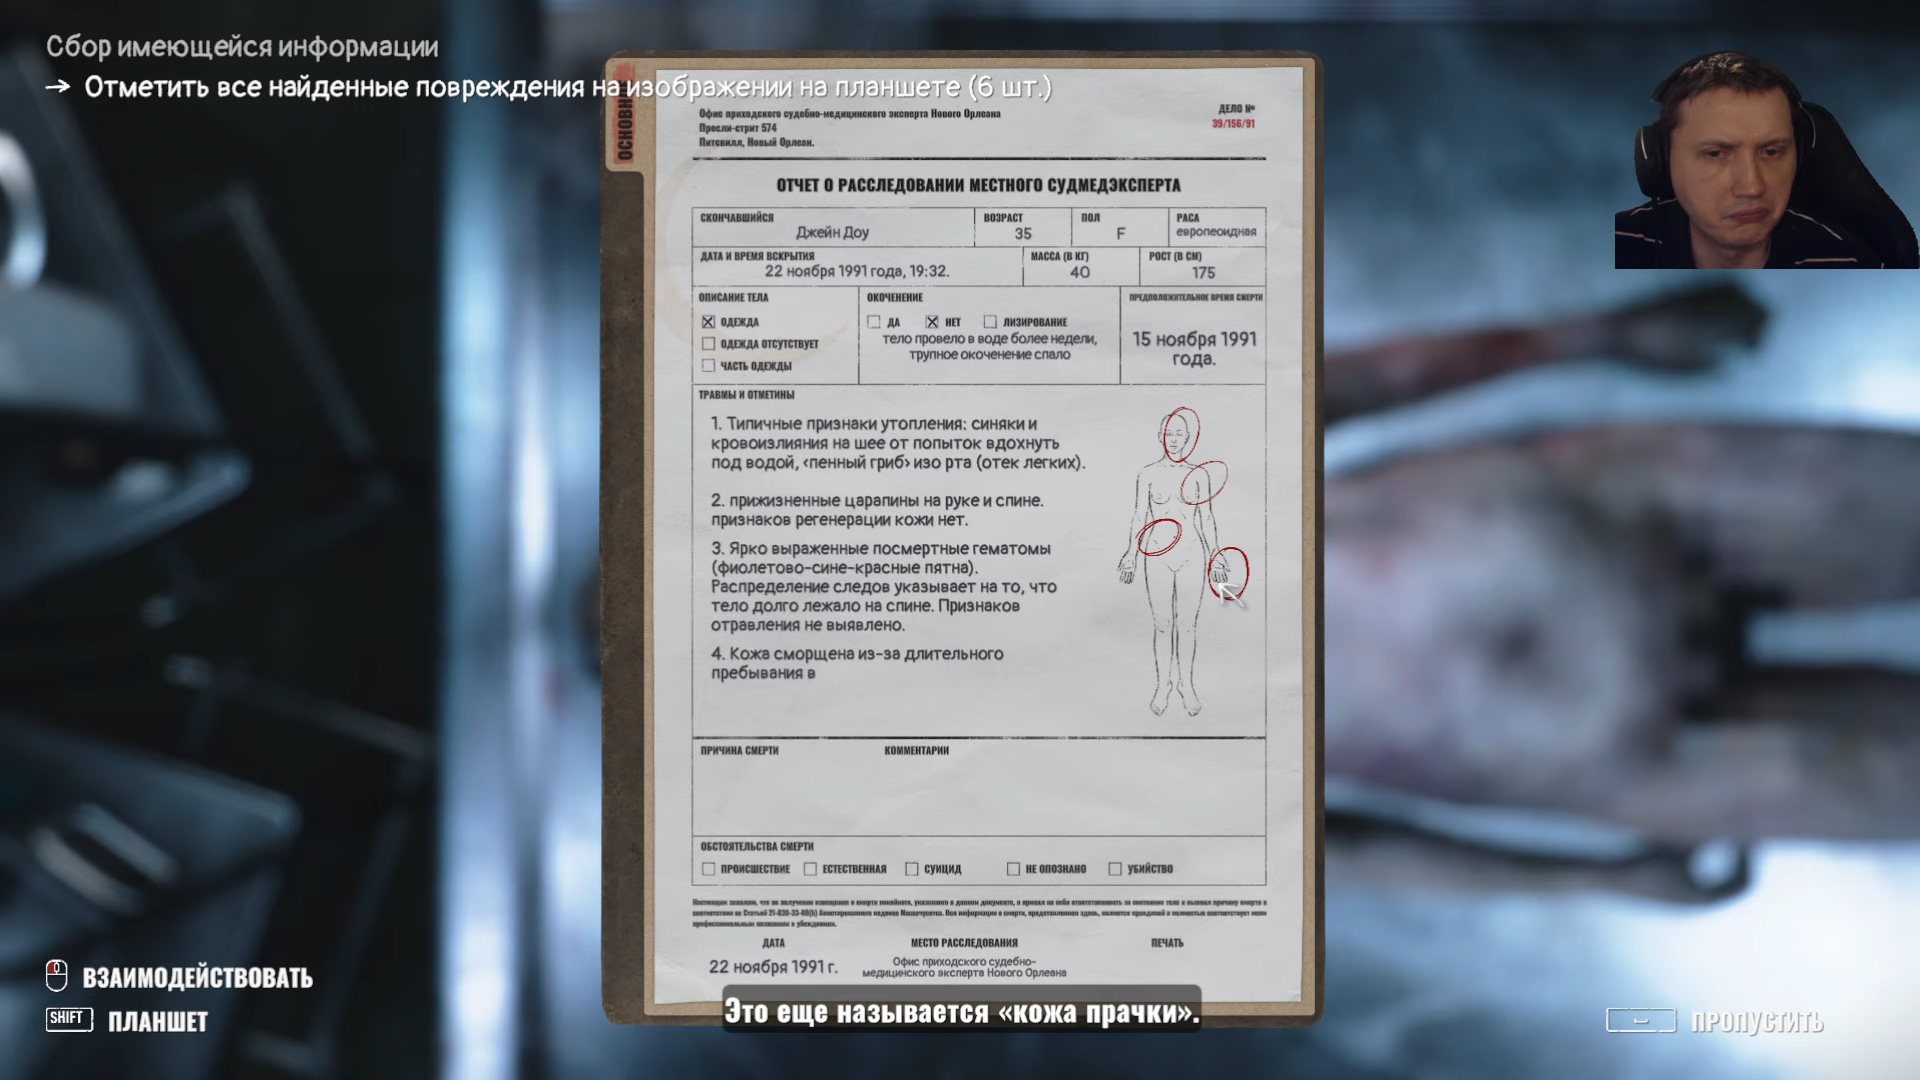 Сбор имеющейся информации
→ Отметить все найденные повреждения на изображении на планшете (6 шт.)
Офис приходского судебно-медицинского эксперта Нового Орлеана
Просли-стрит 574
Питсвилл, Новый Орлеан.
ДЕЛО №
39/156/91
ОТЧЕТ О РАССЛЕДОВАНИИ МЕСТНОГО СУДМЕДЭКСПЕРТА
СКОНЧАВШИЙСЯ
Джейн Доу
ВОЗРАСТ
35
ПОЛ
F
РАСА
европеоидная
ДАТА И ВРЕМЯ ВСКРЫТИЯ
22 ноября 1991 года, 19:32.
МАССА (В КГ)
40
РОСТ (В СМ)
175
ОПИСАНИЕ ТЕЛА
ОДЕЖДА
ОДЕЖДА ОТСУТСТВУЕТ
ЧАСТЬ ОДЕЖДЫ
ОКОЧЕНЕНИЕ
ДА НЕТ ЛИЗИРОВАНИЕ
тело провело в воде более недели,
трупное окоченение спало
ПРЕДПОЛОЖИТЕЛЬНОЕ ВРЕМЯ СМЕРТИ
15 ноября 1991
года.
ТРАВМЫ И ОТМЕТИНЫ
1. Типичные признаки утопления: синяки и
кровоизлияния на шее от попыток вдохнуть
под водой, ‹пенный гриб› изо рта (отек легких).
2. прижизненные царапины на руке и спине.
признаков регенерации кожи нет.
3. Ярко выраженные посмертные гематомы
(фиолетово-сине-красные пятна).
Распределение следов указывает на то, что
тело долго лежало на спине. Признаков
отравления не выявлено.
4. Кожа сморщена из-за длительного
пребывания в
ПРИЧИНА СМЕРТИ
КОММЕНТАРИИ
ОБСТОЯТЕЛЬСТВА СМЕРТИ
ПРОИСШЕСТВИЕ ЕСТЕСТВЕННАЯ СУИЦИД НЕ ОПОЗНАНО УБИЙСТВО
ДАТА
22 ноября 1991 г.
МЕСТО РАССЛЕДОВАНИЯ
Офис приходского судебно-
медицинского эксперта Нового Орлеана
ПЕЧАТЬ
Это еще называется «кожа прачки».
ВЗАИМОДЕЙСТВОВАТЬ
SHIFT ПЛАНШЕТ
ПРОПУСТИТЬ